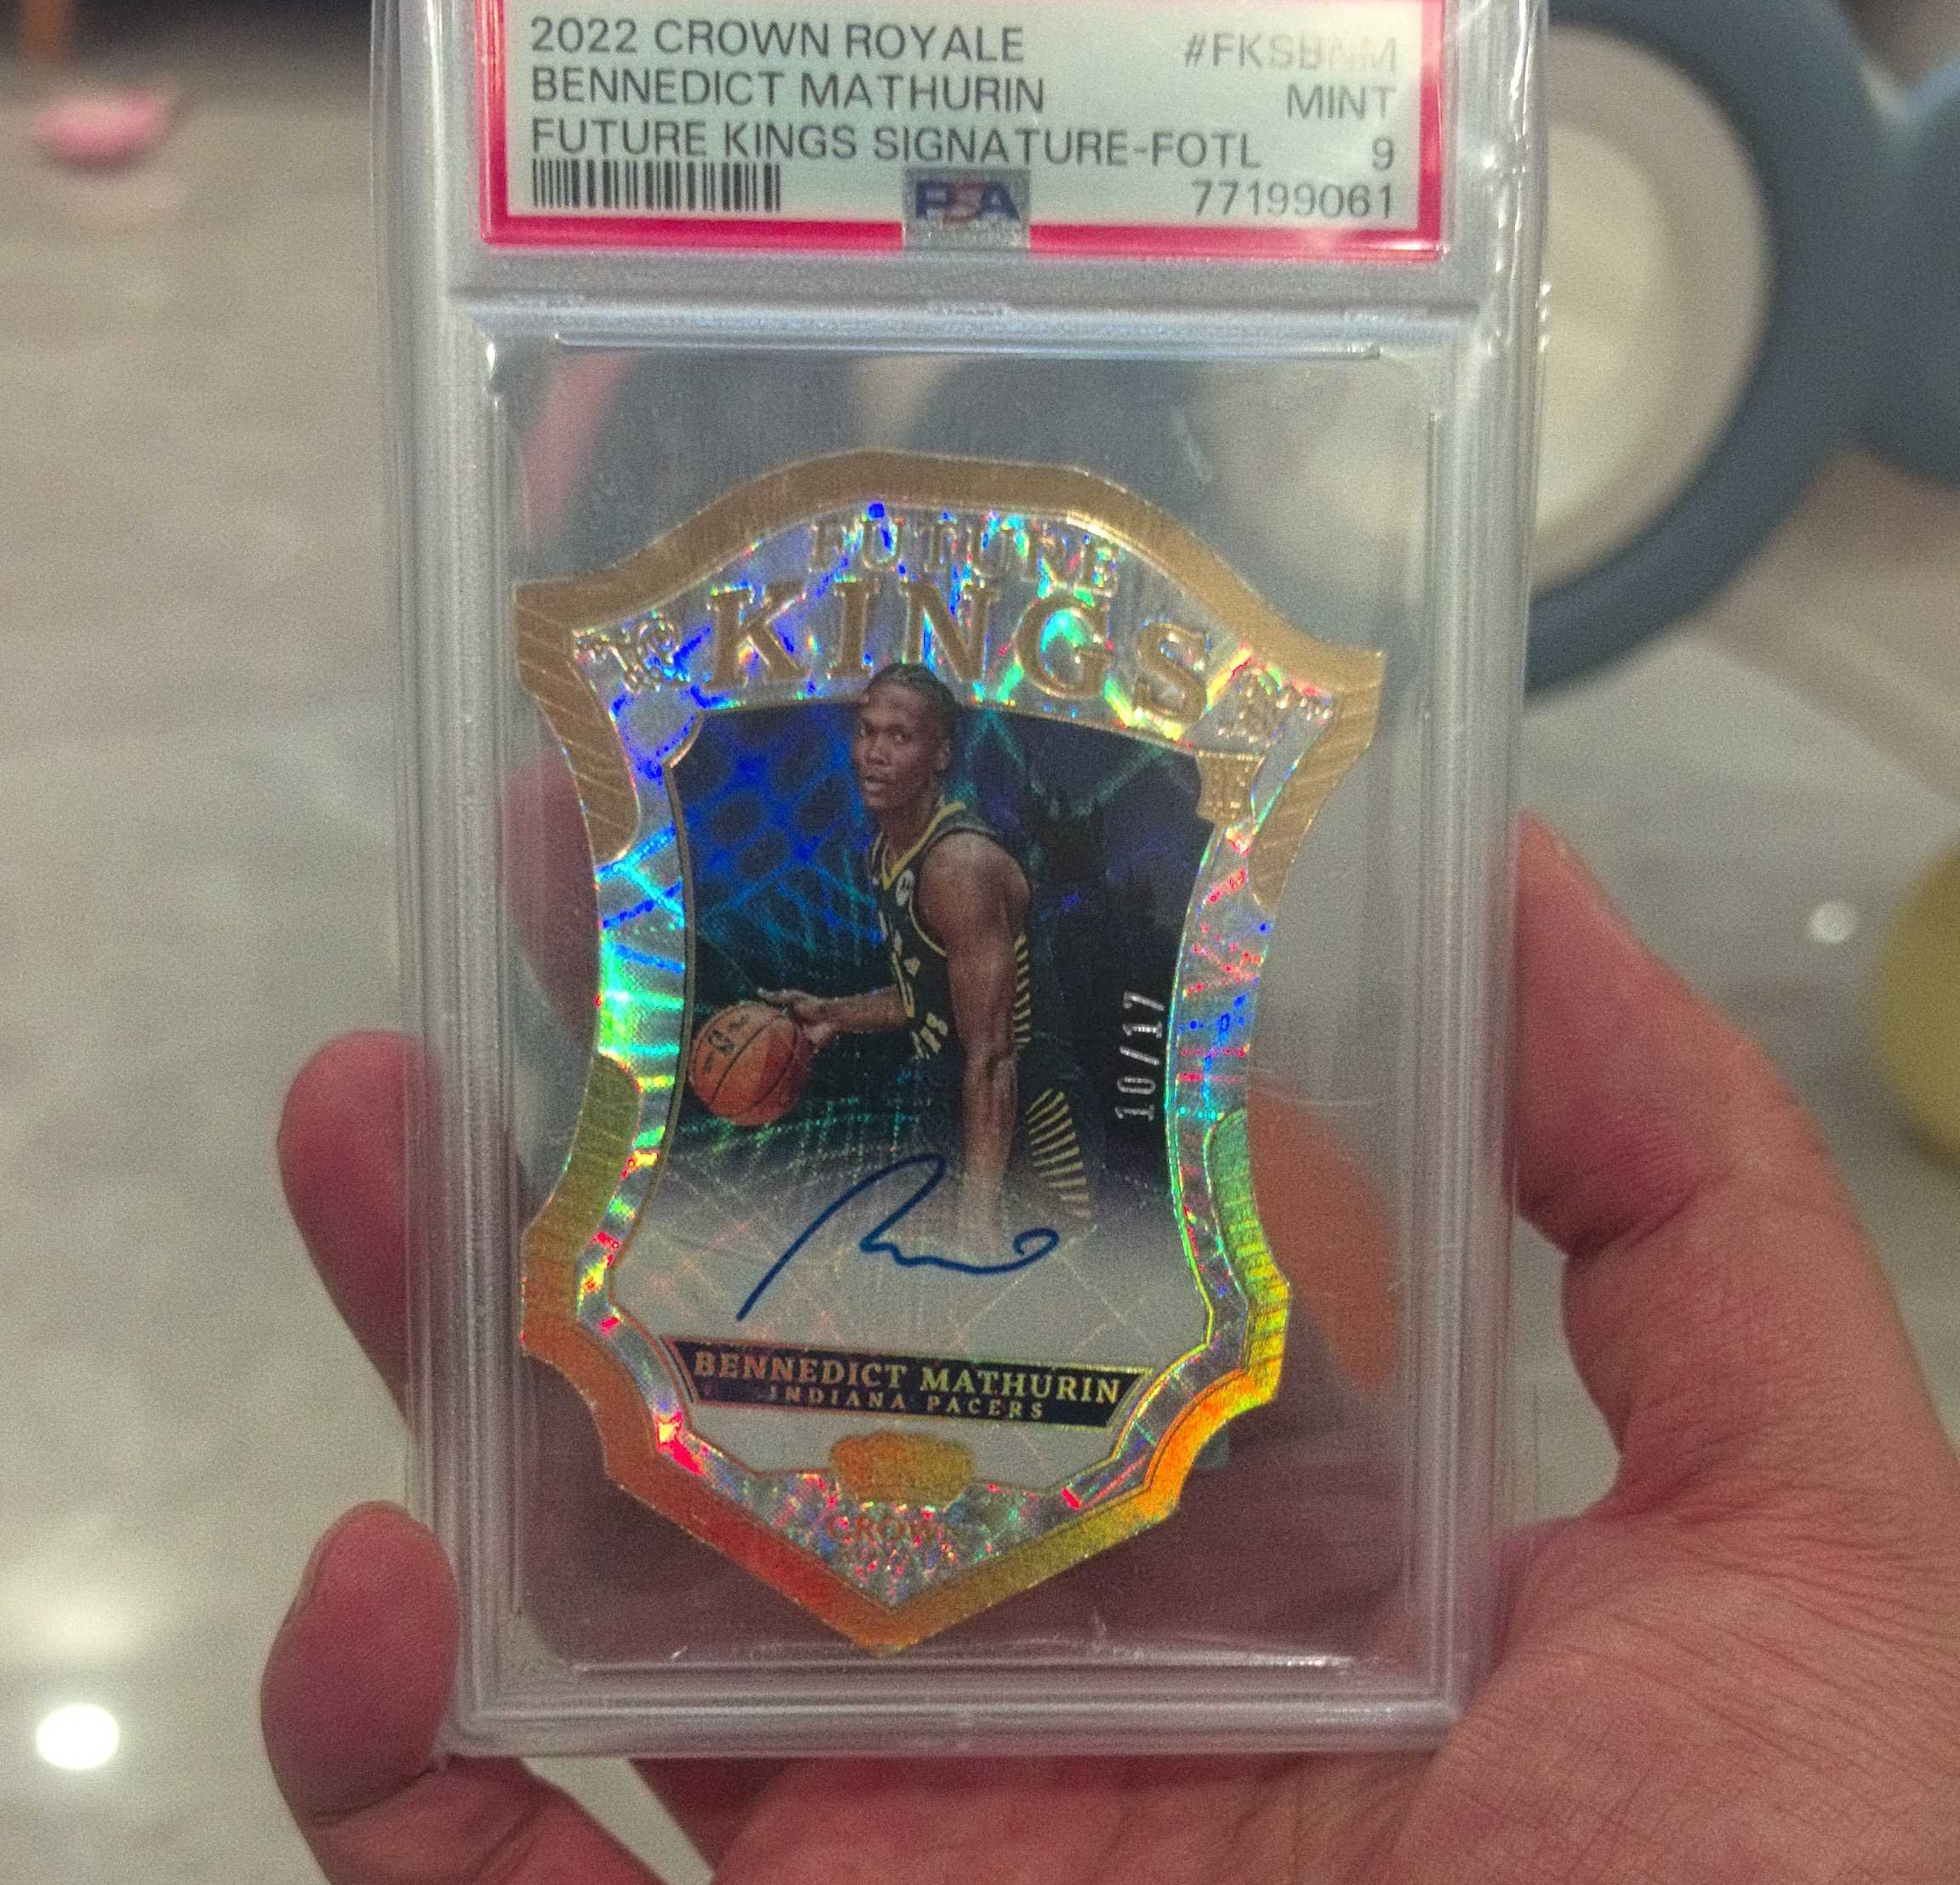 2022 CROWN ROYALE #FKSBNM
BENNEDICT MATHURIN MINT
FUTURE KINGS SIGNATURE-FOTL 9
PSA 77199061
FUTURE
KINGS
10/17
BENNEDICT MATHURIN
INDIANA PACERS
CROWN